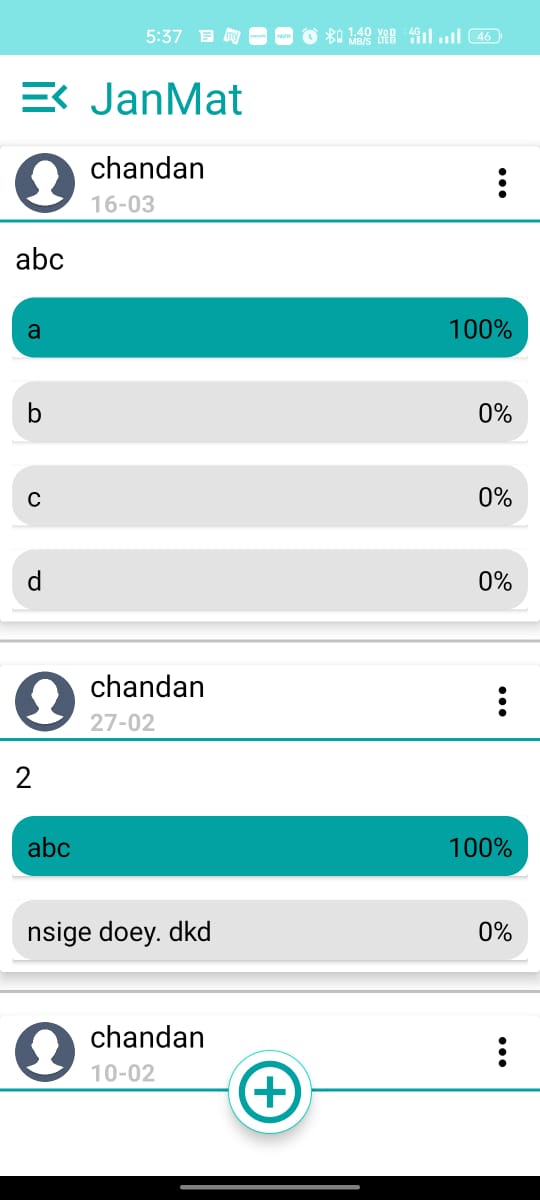 5:37 1.40 MB/S VoD LTE 4G 46
JanMat
chandan
16-03
abc
a 100%
b 0%
c 0%
d 0%
chandan
27-02
2
abc 100%
nsige doey. dkd 0%
chandan
10-02